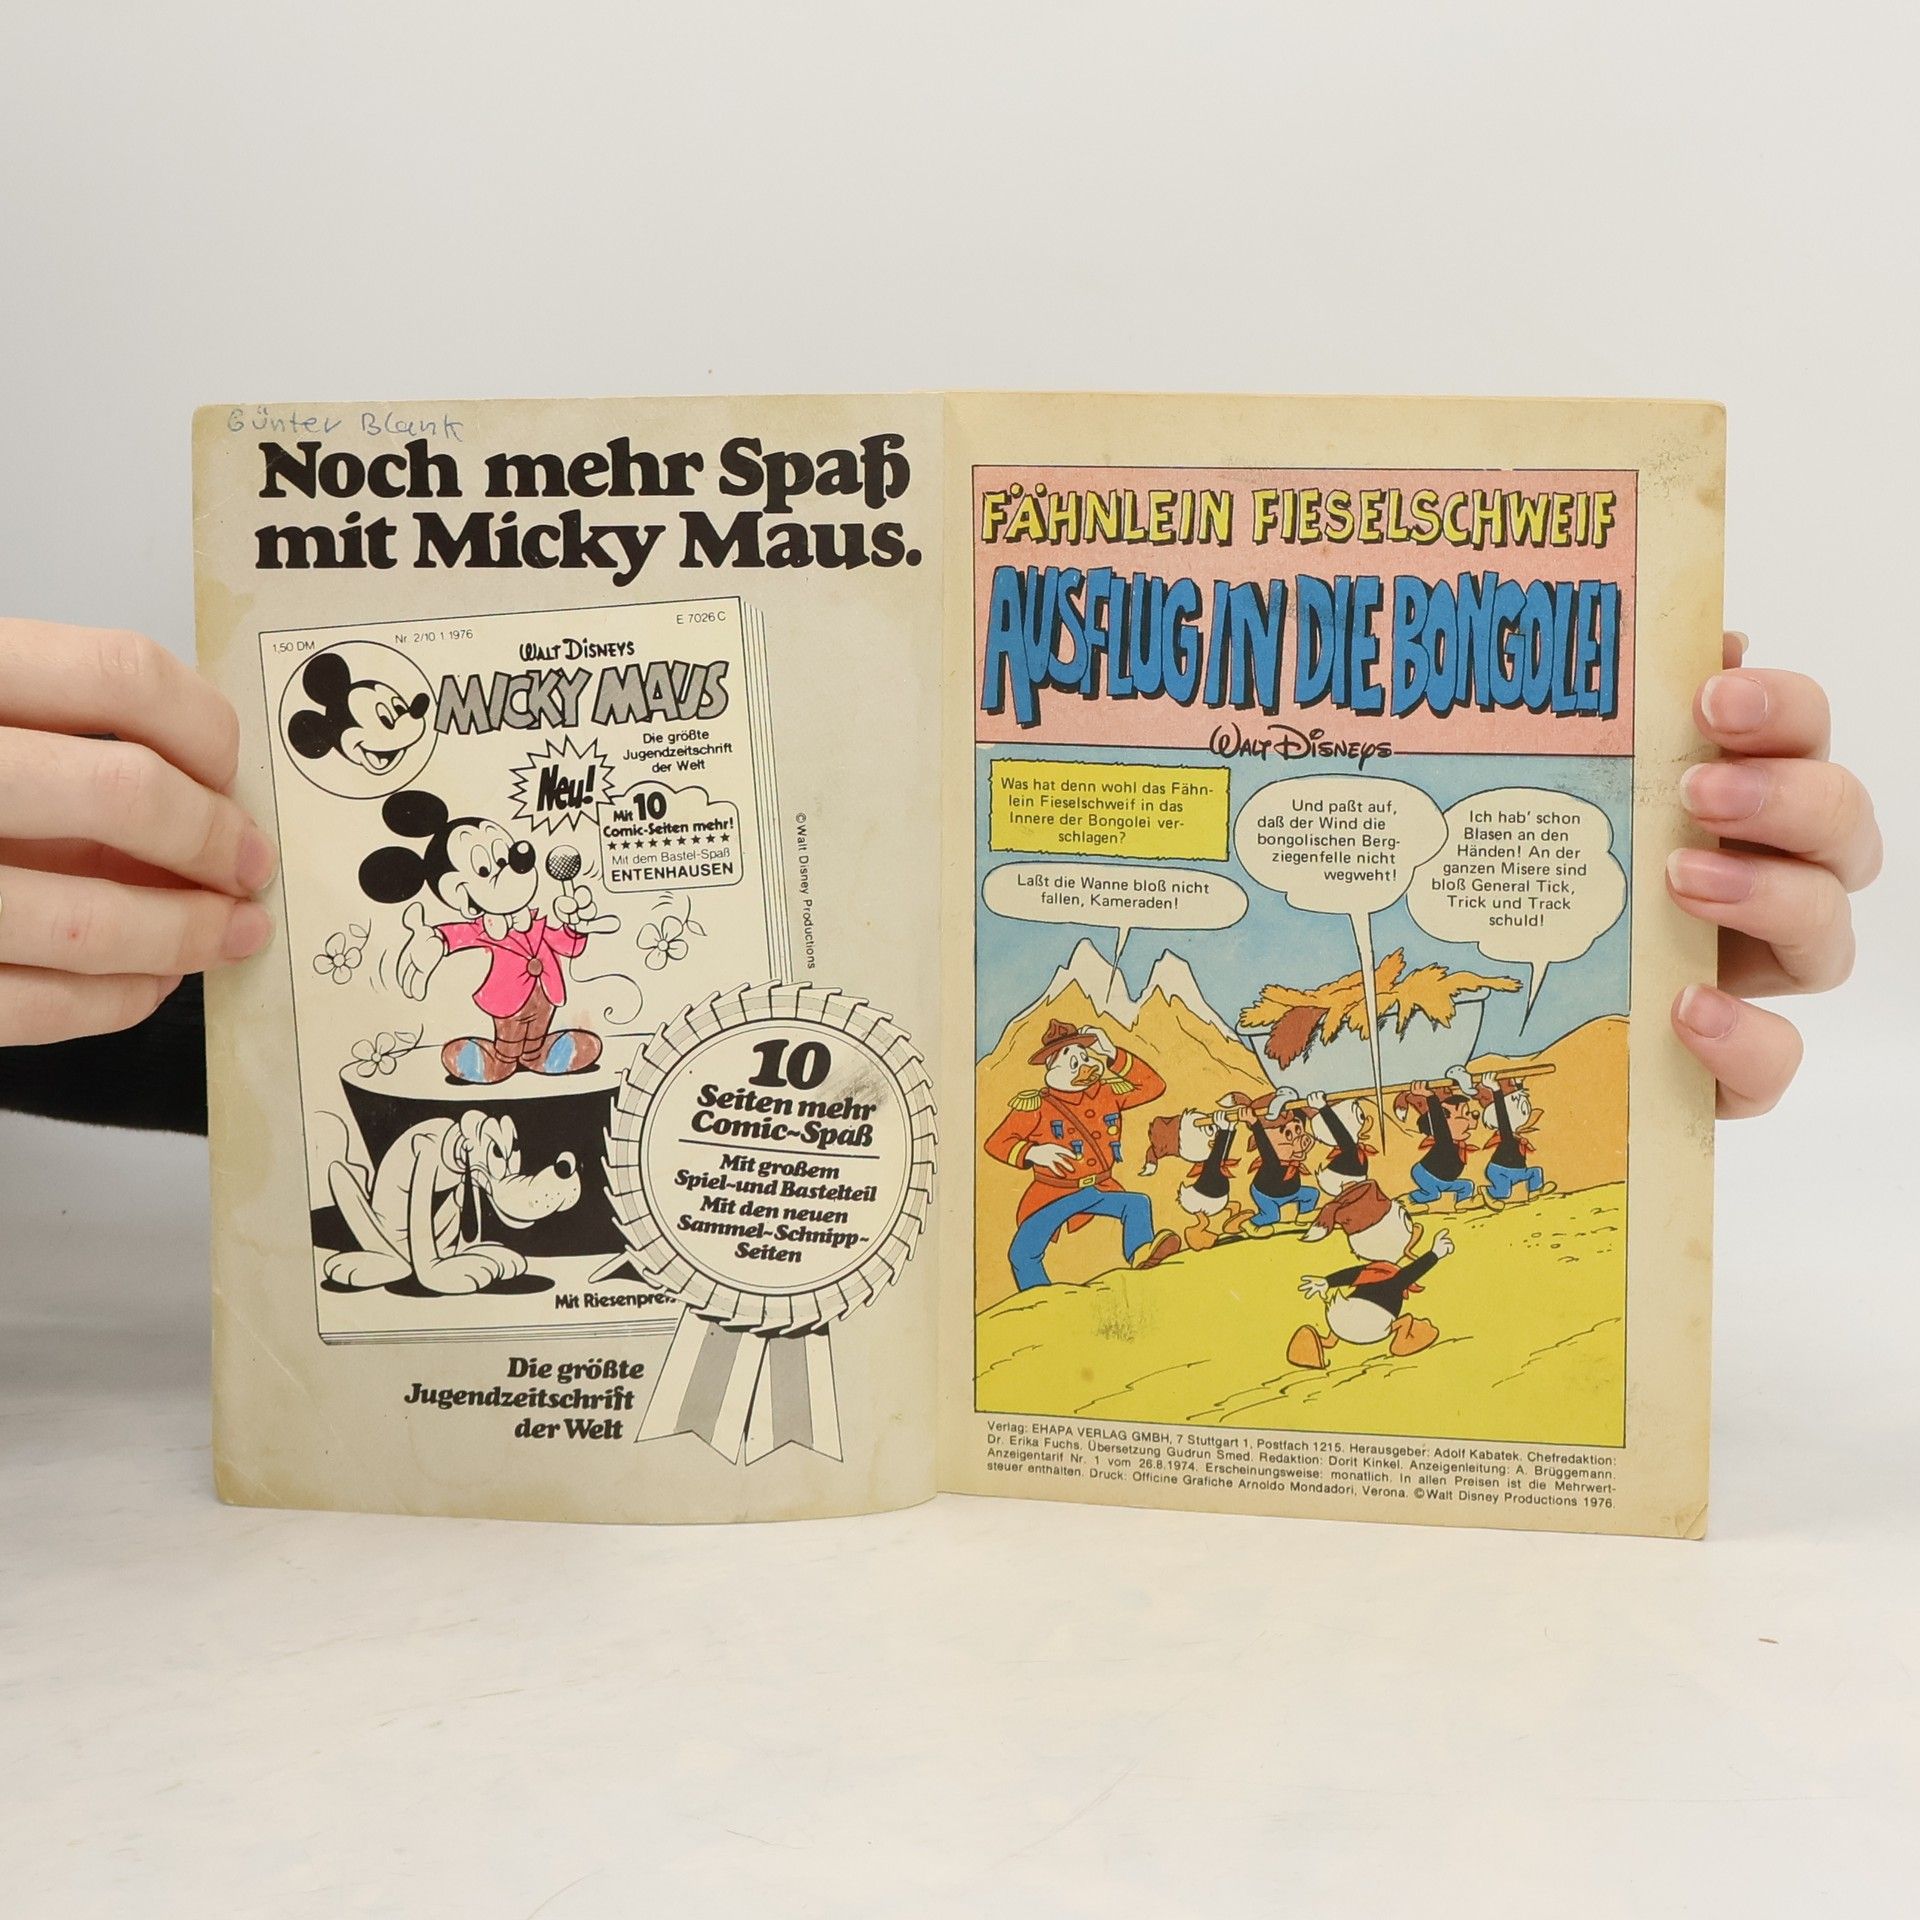 Günter Blank
Noch mehr Spaß
mit Micky Maus.
1,50 DM
Nr. 2/10 1 1976
E 7026 C
WALT DISNEYS
MICKY MAUS
Die größte
Jugendzeitschrift
der Welt
Neu!
Mit 10
Comic-Seiten mehr!
Mit dem Bastel-Spaß
ENTENHAUSEN
© Walt Disney Productions
10
Seiten mehr
Comic-Spaß
Mit großem
Spiel-und Bastelteil
Mit den neuen
Sammel-Schnipp-
Seiten
Mit Riesenprei
Die größte
Jugendzeitschrift
der Welt
FÄHNLEIN FIESELSCHWEIF
AUSFLUG IN DIE BONGOLEI
WALT DISNEYS
Was hat denn wohl das Fähn-
lein Fieselschweif in das
Innere der Bongolei ver-
schlagen?
Laßt die Wanne bloß nicht
fallen, Kameraden!
Und paßt auf,
daß der Wind die
bongolischen Berg-
ziegenfelle nicht
wegweht!
Ich hab' schon
Blasen an den
Händen! An der
ganzen Misere sind
bloß General Tick,
Trick und Track
schuld!
Verlag: EHAPA VERLAG GMBH, 7 Stuttgart 1, Postfach 1215. Herausgeber: Adolf Kabatek. Chefredaktion:
Dr. Erika Fuchs. Übersetzung Gudrun Smed. Redaktion: Dorit Kinkel. Anzeigenleitung: A. Brüggemann.
Anzeigentarif Nr. 1 vom 26.8.1974. Erscheinungsweise: monatlich. In allen Preisen ist die Mehrwert-
steuer enthalten. Druck: Officine Grafiche Arnoldo Mondadori, Verona. © Walt Disney Productions 1976.